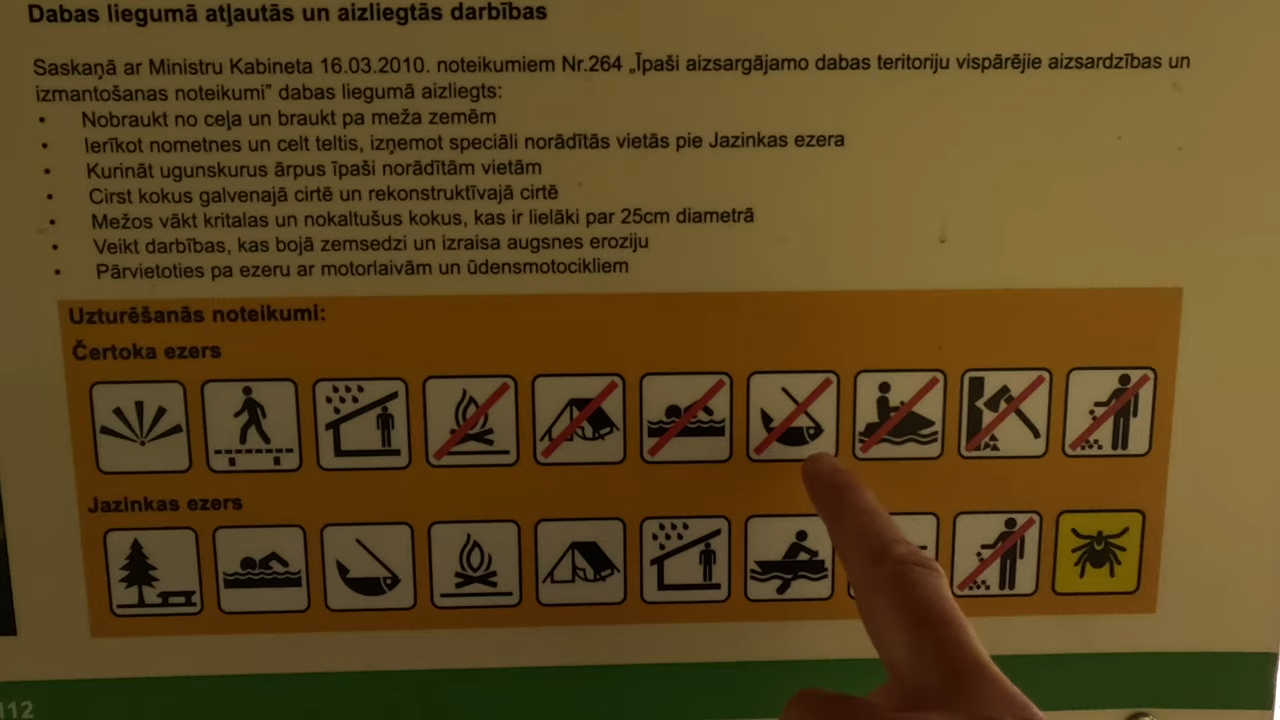 Dabas liegumā atļautās un aizliegtās darbības
Saskaņā ar Ministru Kabineta 16.03.2010. noteikumiem Nr.264 „Īpaši aizsargājamo dabas teritoriju vispārējie aizsardzības un
izmantošanas noteikumi” dabas liegumā aizliegts:
• Nobraukt no ceļa un braukt pa meža zemēm
• Ierīkot nometnes un celt teltis, izņemot speciāli norādītās vietās pie Jazinkas ezera
• Kurināt ugunskurus ārpus īpaši norādītām vietām
• Cirst kokus galvenajā cirtē un rekonstruktīvajā cirtē
• Mežos vākt kritalas un nokaltušus kokus, kas ir lielāki par 25cm diametrā
• Veikt darbības, kas bojā zemsedzi un izraisa augsnes eroziju
• Pārvietoties pa ezeru ar motorlaivām un ūdensmotocikliem
Uzturēšanās noteikumi:
Čertoka ezers
Jazinkas ezers
112